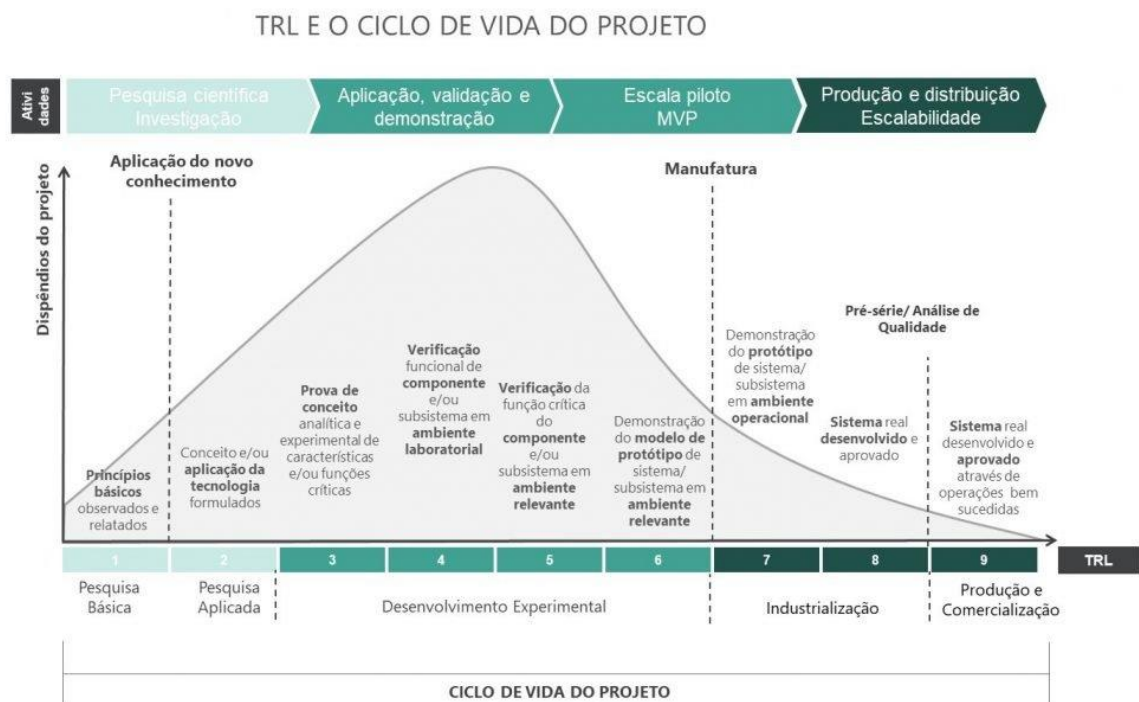 TRL E O CICLO DE VIDA DO PROJETO
Ativi
dades
Pesquisa científica
Investigação
Aplicação, validação e
demonstração
Escala piloto
MVP
Produção e distribuição
Escalabilidade
Dispêndios do projeto
Aplicação do novo
conhecimento
Manufatura
Pré-série/ Análise de
Qualidade
Princípios
básicos
observados e
relatados
Conceito e/ou
aplicação da
tecnologia
formulados
Prova de
conceito
analítica e
experimental de
características
e/ou funções
críticas
Verificação
funcional de
componente
e/ou
subsistema em
ambiente
laboratorial
Verificação da
função crítica
do
componente
e/ou
subsistema em
ambiente
relevante
Demonstração
do modelo de
protótipo de
sistema/
subsistema em
ambiente
relevante
Demonstração
do protótipo
de sistema/
subsistema
em ambiente
operacional
Sistema real
desenvolvido e
aprovado
Sistema real
desenvolvido e
aprovado
através de
operações bem
sucedidas
1
2
3
4
5
6
7
8
9
TRL
Pesquisa
Básica
Pesquisa
Aplicada
Desenvolvimento Experimental
Industrialização
Produção e
Comercialização
CICLO DE VIDA DO PROJETO